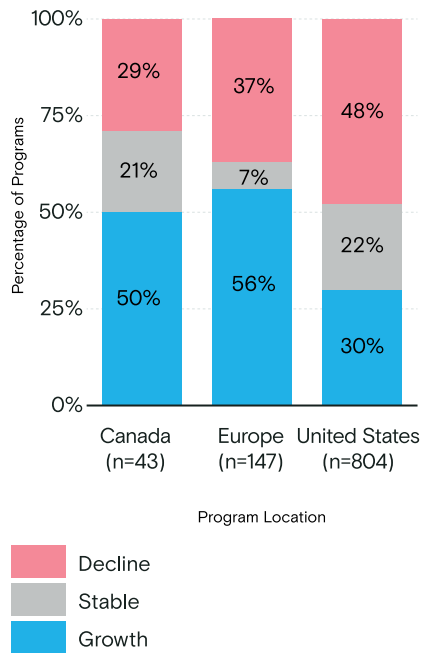 100%
75%
50%
25%
0%
Percentage of Programs
29%
37%
48%
21%
7%
22%
50%
56%
30%
Canada
(n=43)
Europe
(n=147)
United States
(n=804)
Program Location
Decline
Stable
Growth